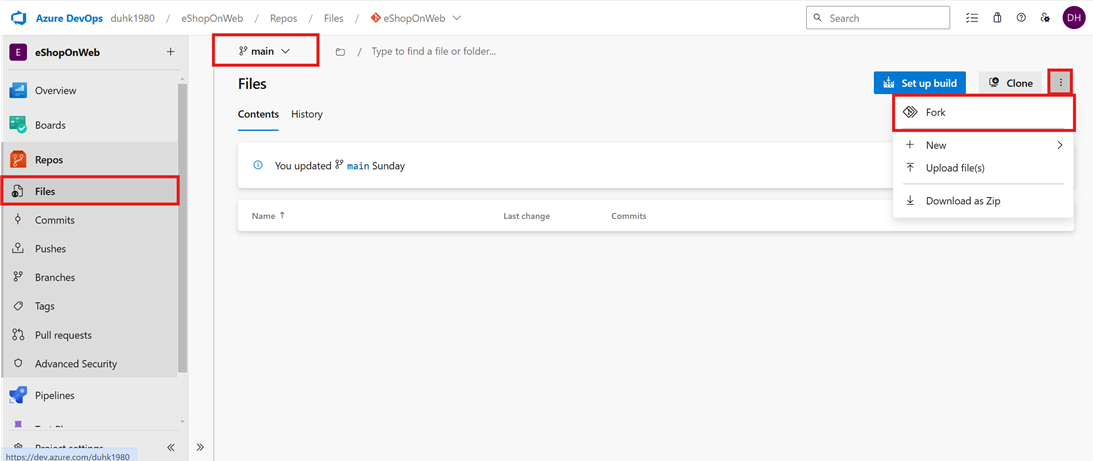 Azure DevOps duhk1980 / eShopOnWeb / Repos / Files / eShopOnWeb
Search
DH
E eShopOnWeb
main
/ Type to find a file or folder...
Overview
Files
Set up build
Clone
Boards
Contents
History
Fork
Repos
You updated main Sunday
New
Upload file(s)
Files
Download as Zip
Name ↑
Last change
Commits
Commits
Pushes
Branches
Tags
Pull requests
Advanced Security
Pipelines
Project settings
https://dev.azure.com/duhk1980